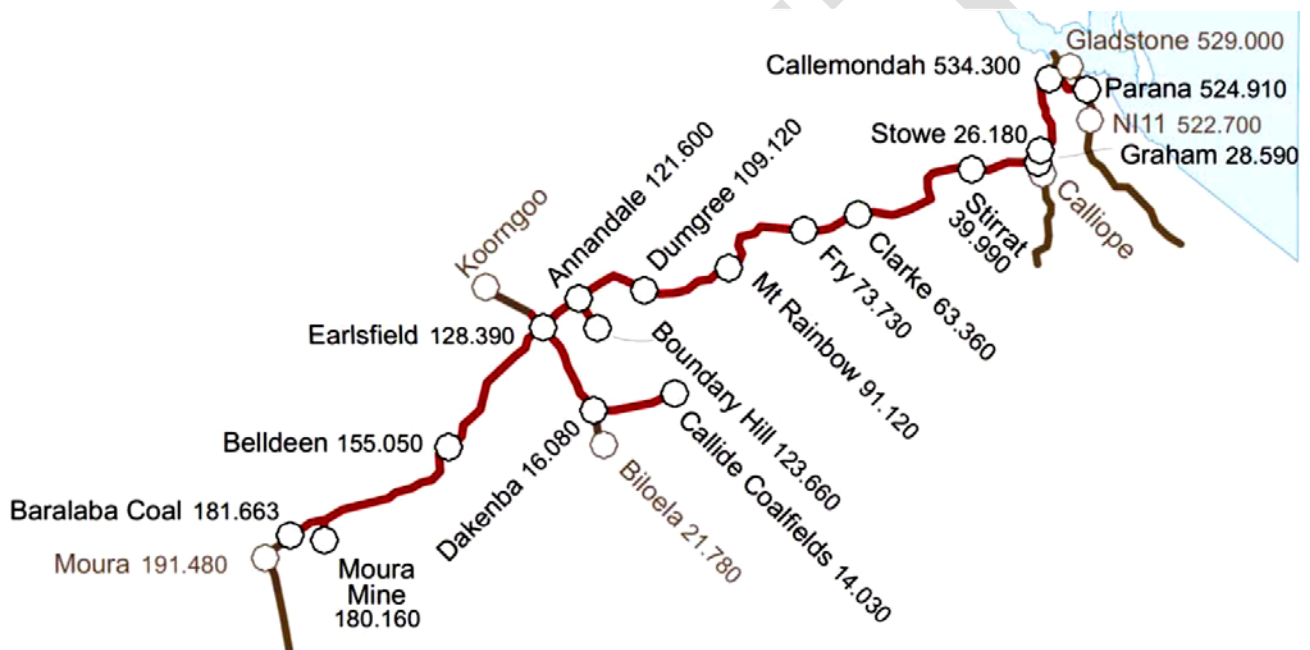 Gladstone 529.000
Callemondah 534.300
Parana 524.910
NI11 522.700
Stowe 26.180
Graham 28.590
Calliope
Stirrat
39.990
Clarke 63.360
Fry 73.730
Mt Rainbow 91.120
Dumgree 109.120
Annandale 121.600
Koorngoo
Earlsfield 128.390
Boundary Hill 123.660
Callide Coalfields 14.030
Dakenba 16.080
Biloela 21.780
Belldeen 155.050
Baralaba Coal 181.663
Moura 191.480
Moura
Mine
180.160